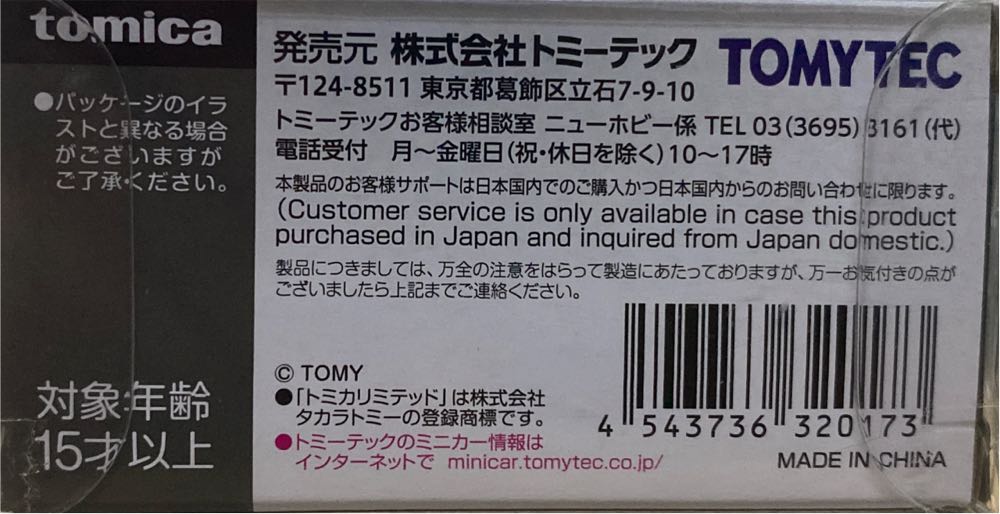 tomica
●パッケージのイラ
ストと異なる場合
がございますが
ご了承ください。
対象年齢
15才以上
発売元 株式会社トミーテック TOMYTEC
〒124-8511 東京都葛飾区立石7-9-10
トミーテックお客様相談室 ニューホビー係 TEL 03(3695)3161(代)
電話受付 月～金曜日(祝・休日を除く)10～17時
本製品のお客様サポートは日本国内でのご購入かつ日本国内からのお問い合わせに限ります。
(Customer service is only available in case this product
purchased in Japan and inquired from Japan domestic.)
製品につきましては、万全の注意をはらって製造にあたっておりますが、万一お気付きの点が
ございましたら上記までご連絡ください。
© TOMY
●「トミカリミテッド」は株式会社
タカラトミーの登録商標です。
●トミーテックのミニカー情報は
インターネットで minicar.tomytec.co.jp/
4 543736 320173
MADE IN CHINA